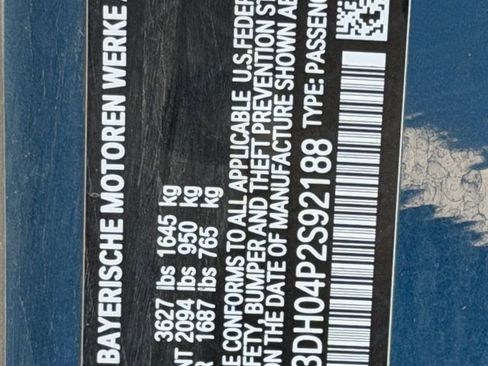 BAYERISCHE MOTOREN WERKE
3627 lbs 1645 kg
NT 2094 lbs 950 kg
R 1687 lbs 765 kg
E CONFORMS TO ALL APPLICABLE U.S.FEDER
FETY, BUMPER AND THEFT PREVENTION ST
ON THE DATE OF MANUFACTURE SHOWN AB
3DH04P2S92188 TYPE: PASSENG